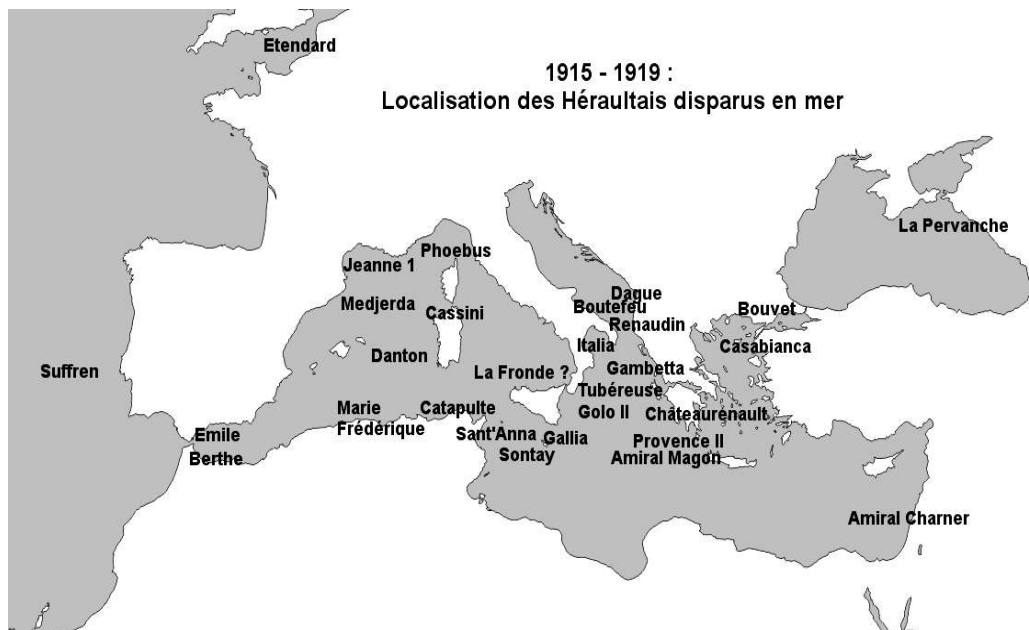 Etendard
1915 - 1919 :
Localisation des Héraultais disparus en mer
La Pervanche
Phoebus
Jeanne 1
Medjerda
Cassini
Dague
Boutefeu
Renaudin
Bouvet
Italia
Casabianca
Danton
Suffren
La Fronde ?
Gambetta
Tubéreuse
Marie
Frédérique
Catapulte
Golo II
Châteaurenault
Emile
Berthe
Sant'Anna
Gallia
Sontay
Provence II
Amiral Magon
Amiral Charner